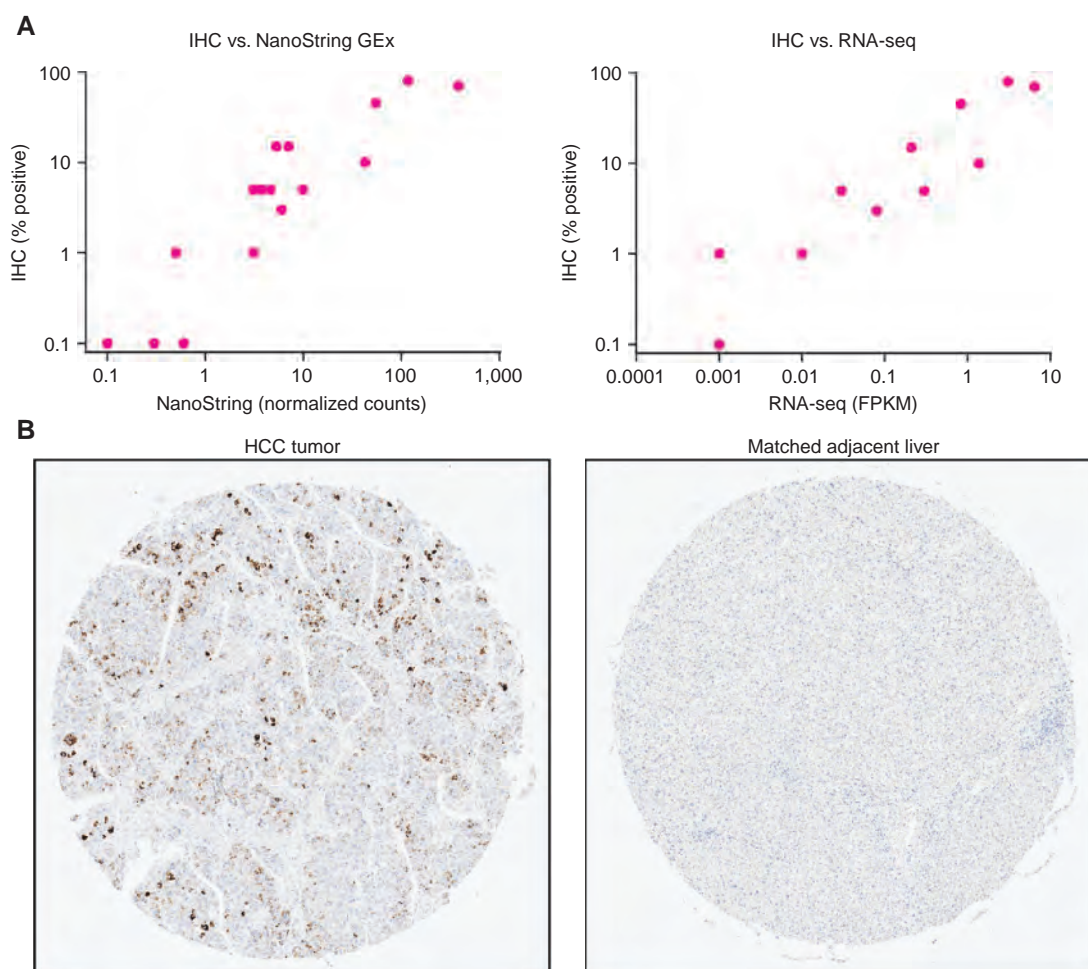 A
IHC vs. NanoString GEx
IHC vs. RNA-seq
IHC (% positive)
100
10
1
0.1
0.1 1 10 100 1,000
NanoString (normalized counts)
IHC (% positive)
100
10
1
0.1
0.0001 0.001 0.01 0.1 1 10
RNA-seq (FPKM)
B
HCC tumor
Matched adjacent liver